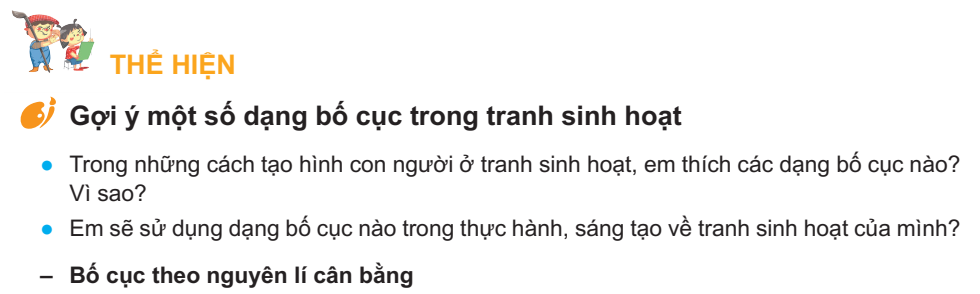 THỂ HIỆN
Gợi ý một số dạng bố cục trong tranh sinh hoạt
● Trong những cách tạo hình con người ở tranh sinh hoạt, em thích các dạng bố cục nào?
Vì sao?
● Em sẽ sử dụng dạng bố cục nào trong thực hành, sáng tạo về tranh sinh hoạt của mình?
– Bố cục theo nguyên lí cân bằng